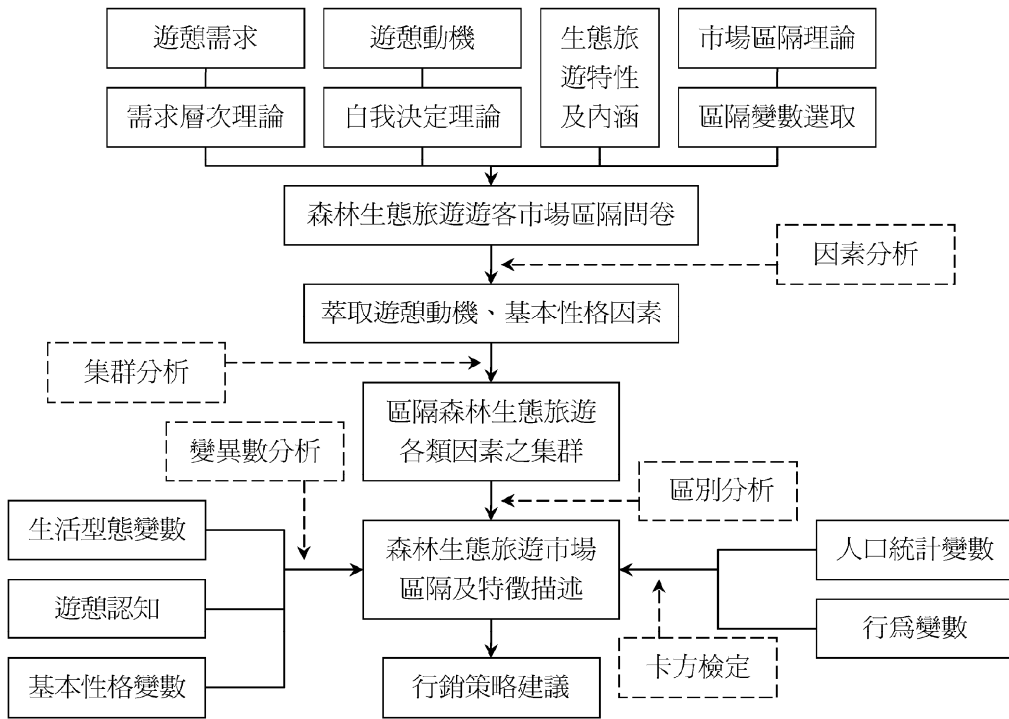 遊憩需求
遊憩動機
生態旅
遊特性
及內涵
市場區隔理論
需求層次理論
自我決定理論
區隔變數選取
森林生態旅遊遊客市場區隔問卷
因素分析
萃取遊憩動機、基本性格因素
集群分析
區隔森林生態旅遊
各類因素之集群
變異數分析
區別分析
生活型態變數
森林生態旅遊市場
區隔及特徵描述
人口統計變數
遊憩認知
行為變數
卡方檢定
基本性格變數
行銷策略建議